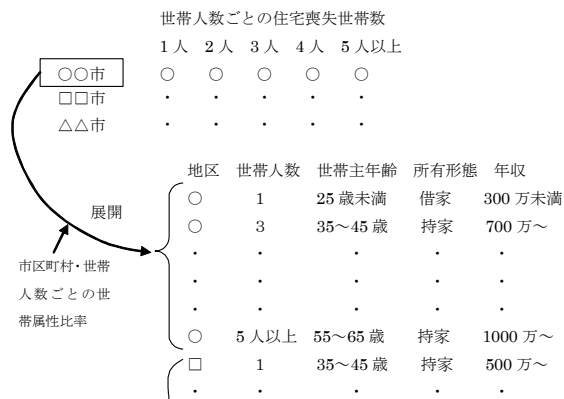 世帯人数ごとの住宅喪失世帯数
1人 2人 3人 4人 5人以上
○○市 ○ ○ ○ ○ ○
□□市 ・ ・ ・ ・ ・
△△市 ・ ・ ・ ・ ・
地区 世帯人数 世帯主年齢 所有形態 年収
○ 1 25歳未満 借家 300万未満
○ 3 35～45歳 持家 700万～
・ ・ ・ ・ ・
・ ・ ・ ・ ・
・ ・ ・ ・ ・
○ 5人以上 55～65歳 持家 1000万～
□ 1 35～45歳 持家 500万～
・ ・ ・ ・ ・
展開
市区町村・世帯
人数ごとの世
帯属性比率